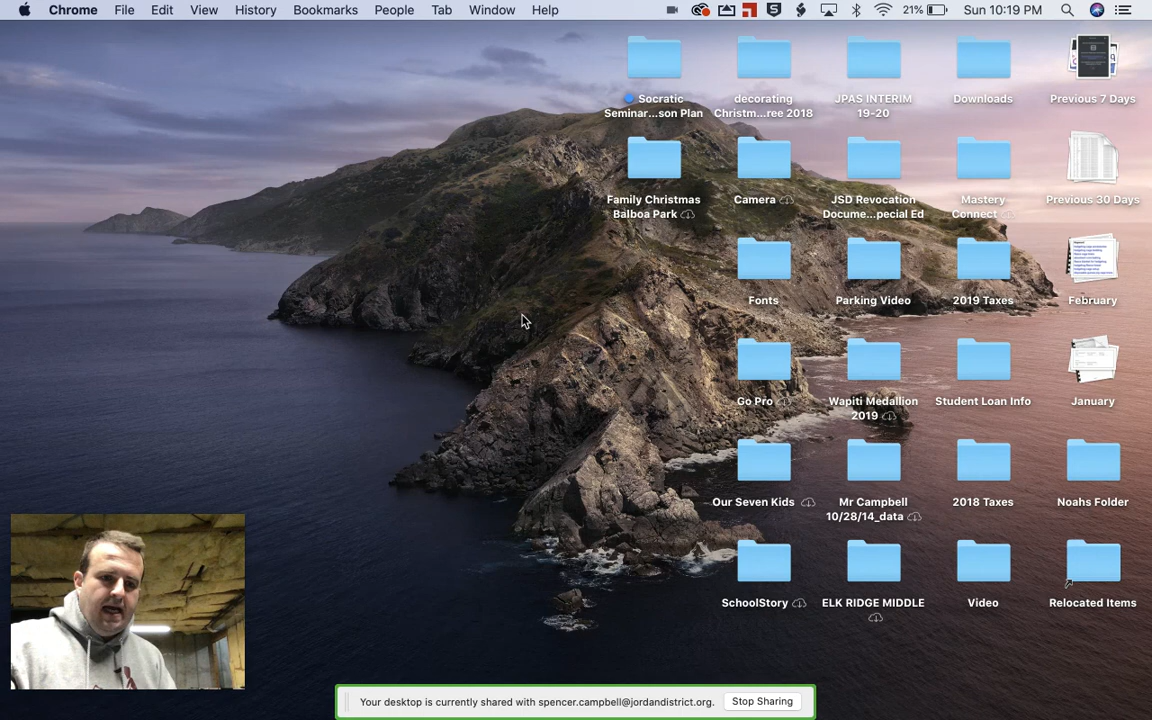 Chrome File Edit View History Bookmarks People Tab Window Help 21% Sun 10:19 PM
Socratic
Seminar...son Plan
decorating
Christm...ree 2018
JPAS INTERIM
19-20
Downloads
Previous 7 Days
Family Christmas
Balboa Park
Camera
JSD Revocation
Docume...pecial Ed
Mastery
Connect
Previous 30 Days
Fonts
Parking Video
2019 Taxes
February
Go Pro
Wapiti Medallion
2019
Student Loan Info
January
Our Seven Kids
Mr Campbell
10/28/14_data
2018 Taxes
Noahs Folder
SchoolStory
ELK RIDGE MIDDLE
Video
Relocated Items
Your desktop is currently shared with spencer.campbell@jordandistrict.org. Stop Sharing